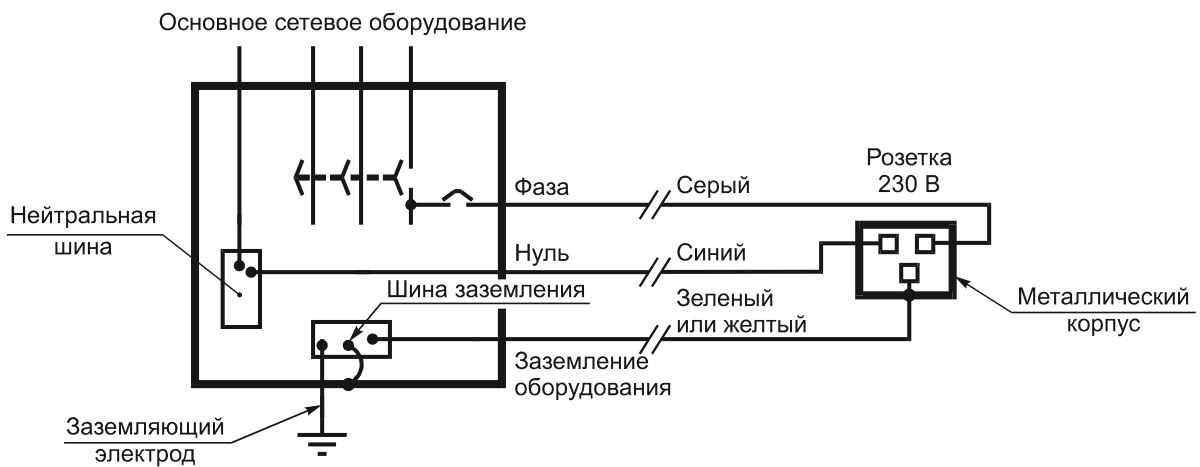 Основное сетевое оборудование
Розетка
230 В
Фаза
Серый
Нейтральная
шина
Нуль
Синий
Шина заземления
Зеленый
или желтый
Металлический
корпус
Заземление
оборудования
Заземляющий
электрод